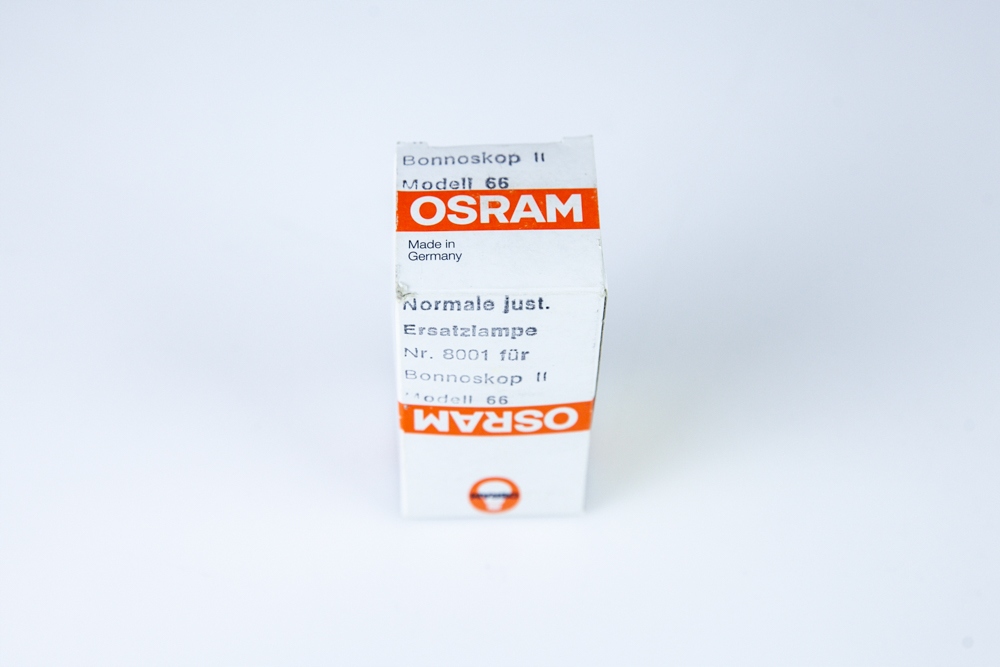 Bonnoskop II
Modell 66
OSRAM
Made in
Germany
Normale just.
Ersatzlampe
Nr. 8001 für
Bonnoskop II
Modell 66
OSRAM